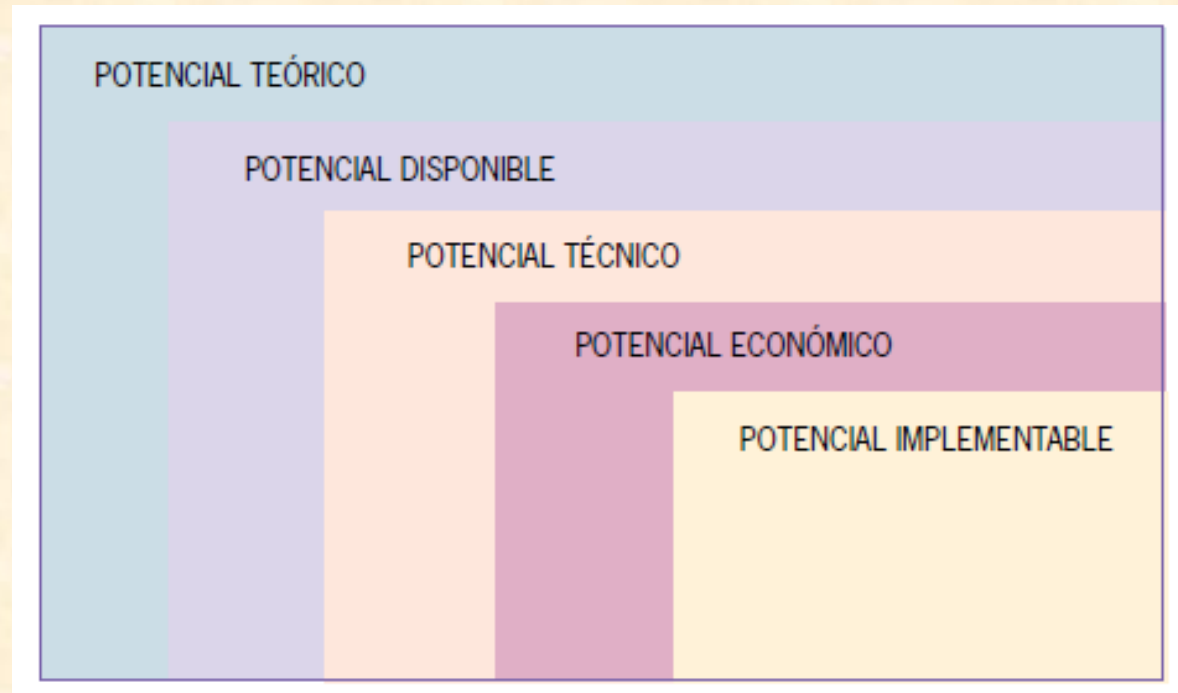 POTENCIAL TEÓRICO
POTENCIAL DISPONIBLE
POTENCIAL TÉCNICO
POTENCIAL ECONÓMICO
POTENCIAL IMPLEMENTABLE